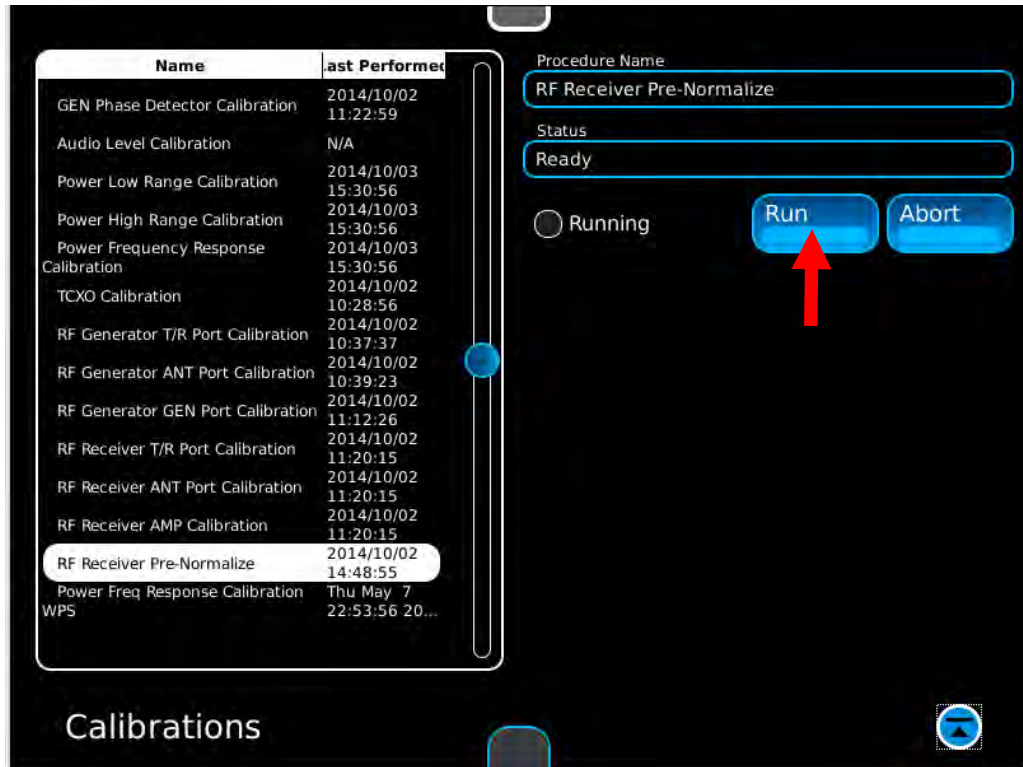 Name .ast Performed
GEN Phase Detector Calibration 2014/10/02
11:22:59
Audio Level Calibration N/A
Power Low Range Calibration 2014/10/03
15:30:56
Power High Range Calibration 2014/10/03
15:30:56
Power Frequency Response 2014/10/03
Calibration 15:30:56
TCXO Calibration 2014/10/02
10:28:56
RF Generator T/R Port Calibration 2014/10/02
10:37:37
RF Generator ANT Port Calibration 2014/10/02
10:39:23
RF Generator GEN Port Calibration 2014/10/02
11:12:26
RF Receiver T/R Port Calibration 2014/10/02
11:20:15
RF Receiver ANT Port Calibration 2014/10/02
11:20:15
RF Receiver AMP Calibration 2014/10/02
11:20:15
RF Receiver Pre-Normalize 2014/10/02
14:48:55
Power Freq Response Calibration Thu May 7
WPS 22:53:56 20...
Procedure Name
RF Receiver Pre-Normalize
Status
Ready
Running
Run
Abort
Calibrations